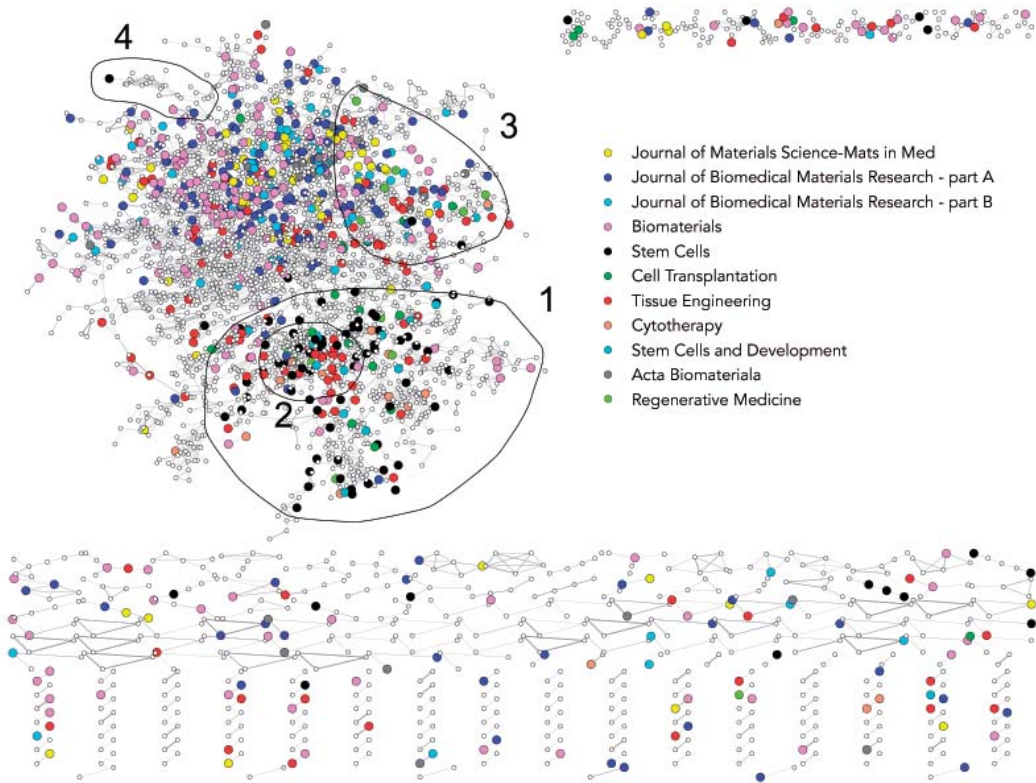 4
3
Journal of Materials Science-Mats in Med
Journal of Biomedical Materials Research - part A
Journal of Biomedical Materials Research - part B
Biomaterials
Stem Cells
Cell Transplantation
Tissue Engineering
Cytotherapy
Stem Cells and Development
Acta Biomateriala
Regenerative Medicine
1
2